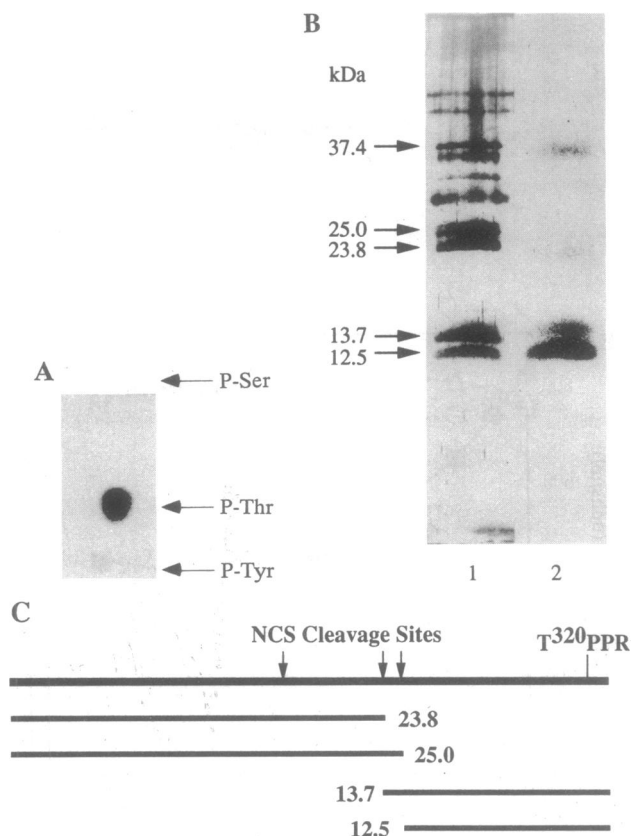 B
kDa
37.4
25.0
23.8
13.7
12.5
1 2
A
P-Ser
P-Thr
P-Tyr
C
NCS Cleavage Sites
T³²⁰PPR
23.8
25.0
13.7
12.5